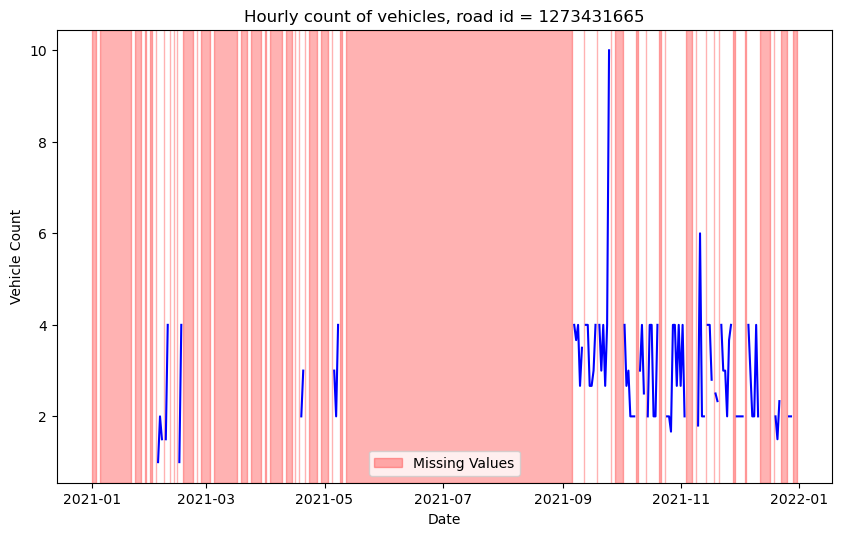 Hourly count of vehicles, road id = 1273431665
Vehicle Count
10
8
6
4
2
Missing Values
2021-01 2021-03 2021-05 2021-07 2021-09 2021-11 2022-01
Date